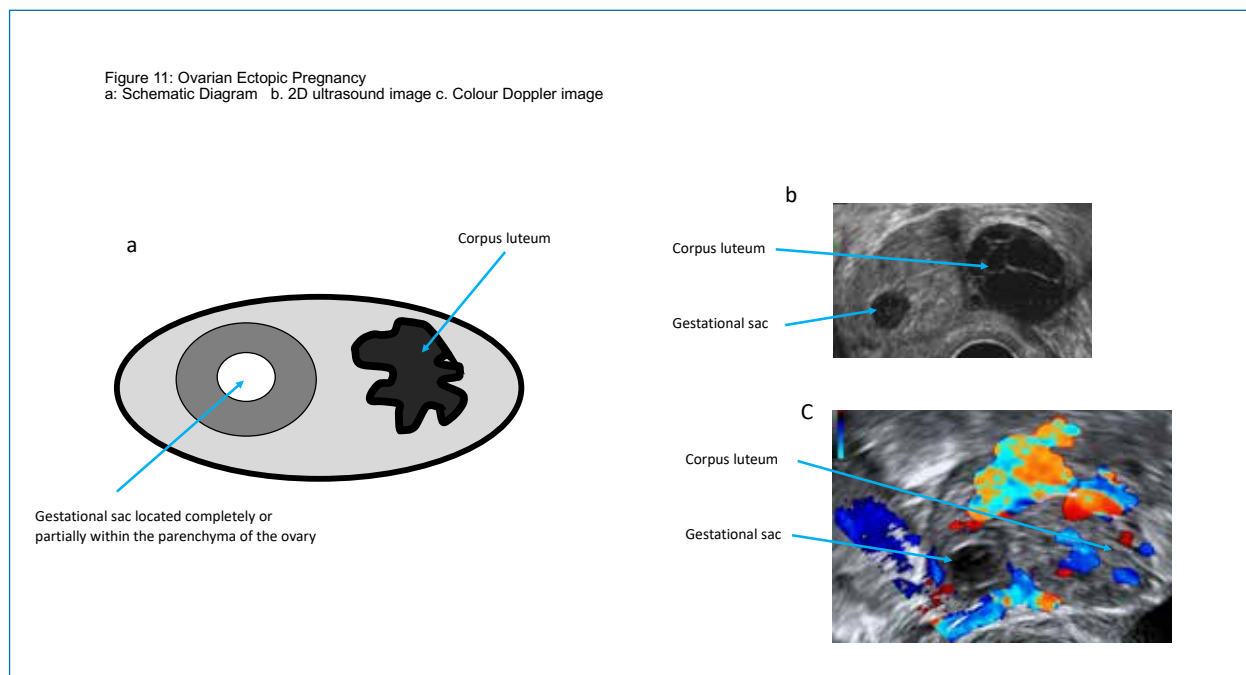 Figure 11: Ovarian Ectopic Pregnancy
a: Schematic Diagram b. 2D ultrasound image c. Colour Doppler image
a
Corpus luteum
Gestational sac located completely or
partially within the parenchyma of the ovary
b
Corpus luteum
Gestational sac
C
Corpus luteum
Gestational sac